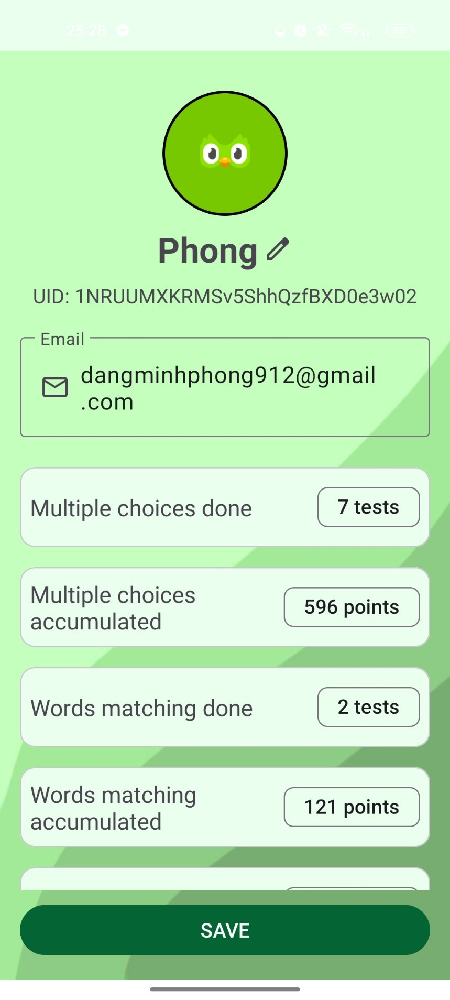 23:28
90
Phong
UID: 1NRUUMXKRMSv5ShhQzfBXD0e3w02
Email
dangminhphong912@gmail
.com
Multiple choices done
7 tests
Multiple choices
accumulated
596 points
Words matching done
2 tests
Words matching
accumulated
121 points
SAVE